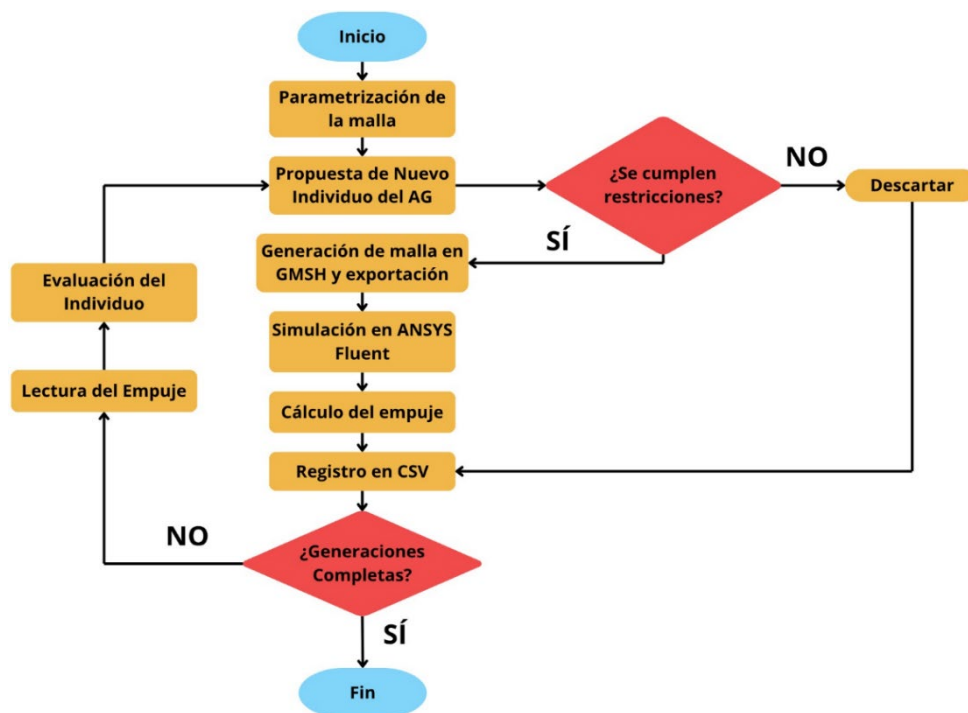 Inicio
Parametrización de
la malla
Propuesta de Nuevo
Individuo del AG
¿Se cumplen
restricciones?
NO
Descartar
SÍ
Generación de malla en
GMSH y exportación
Simulación en ANSYS
Fluent
Cálculo del empuje
Registro en CSV
¿Generaciones
Completas?
NO
Lectura del Empuje
Evaluación del
Individuo
SÍ
Fin